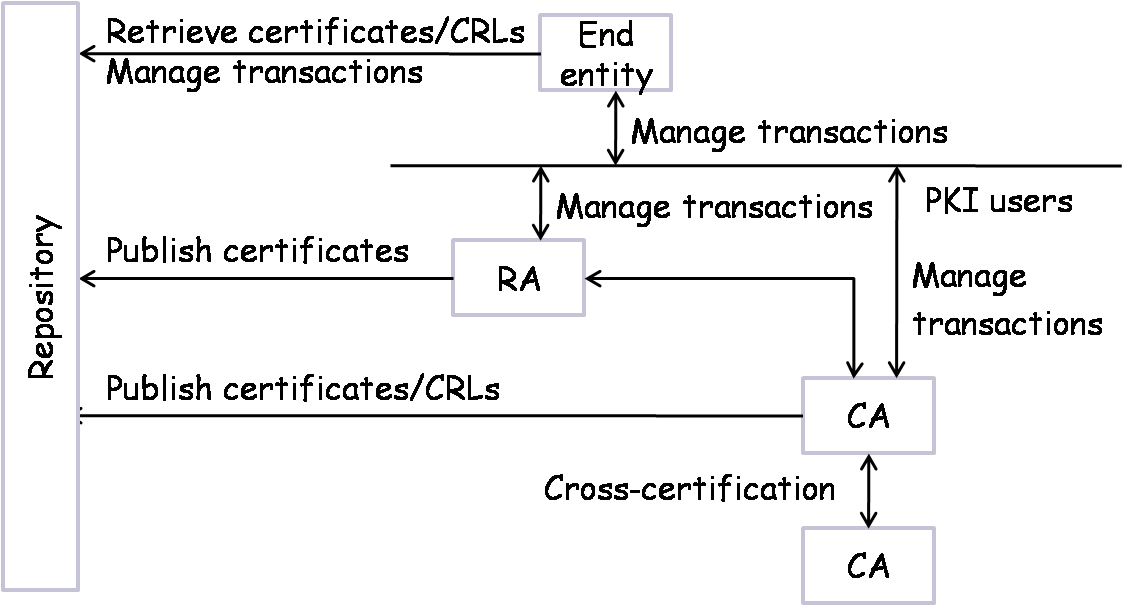 Retrieve certificates/CRLs
Manage transactions
End
entity
Manage transactions
Manage transactions
PKI users
Publish certificates
RA
Manage
transactions
Repository
Publish certificates/CRLs
CA
Cross-certification
CA